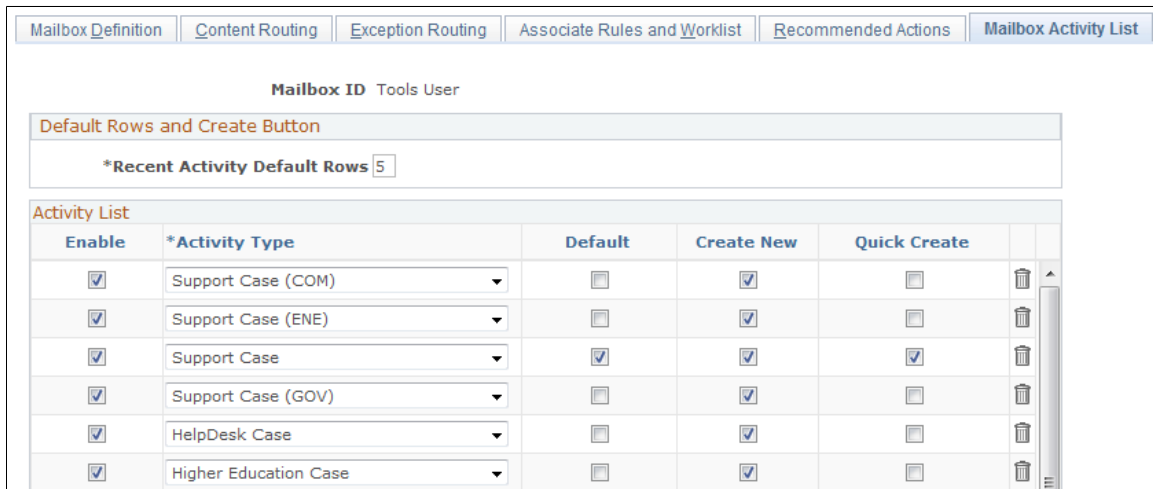 Mailbox Definition Content Routing Exception Routing Associate Rules and Worklist Recommended Actions Mailbox Activity List
Mailbox ID Tools User
Default Rows and Create Button
*Recent Activity Default Rows 5
Activity List
Enable *Activity Type Default Create New Quick Create
Support Case (COM)
Support Case (ENE)
Support Case
Support Case (GOV)
HelpDesk Case
Higher Education Case